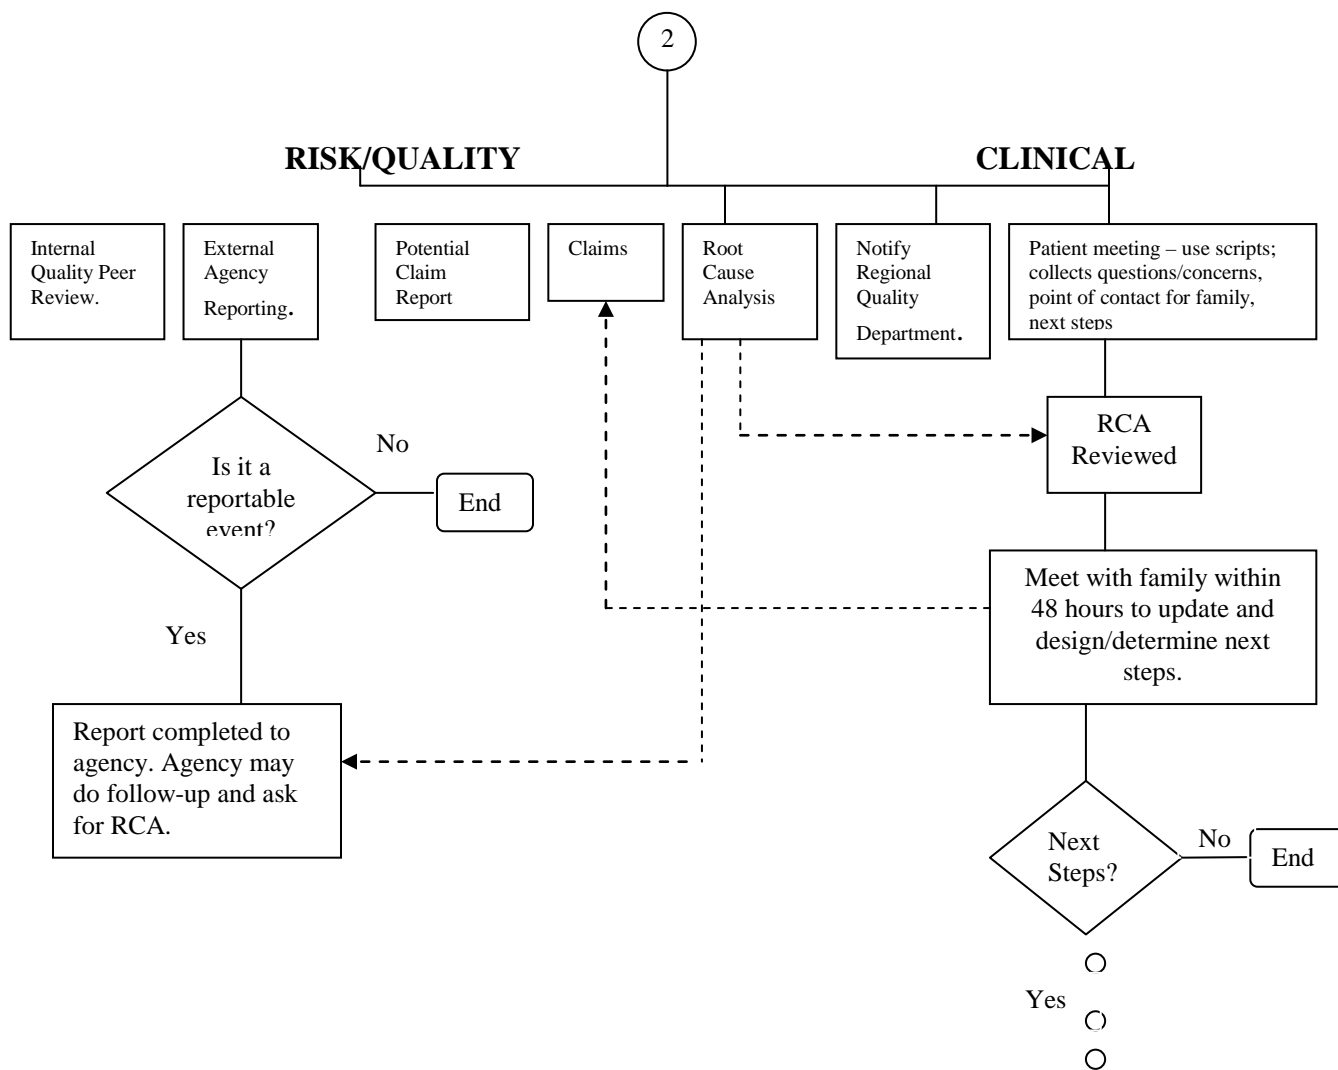 2
RISK/QUALITY
CLINICAL
Internal
Quality Peer
Review.
External
Agency
Reporting.
Potential
Claim
Report
Claims
Root
Cause
Analysis
Notify
Regional
Quality
Department.
Patient meeting – use scripts;
collects questions/concerns,
point of contact for family,
next steps
RCA
Reviewed
No
Is it a
reportable
event?
End
Meet with family within
48 hours to update and
design/determine next
steps.
Yes
Report completed to
agency. Agency may
do follow-up and ask
for RCA.
Next
Steps?
No
End
Yes